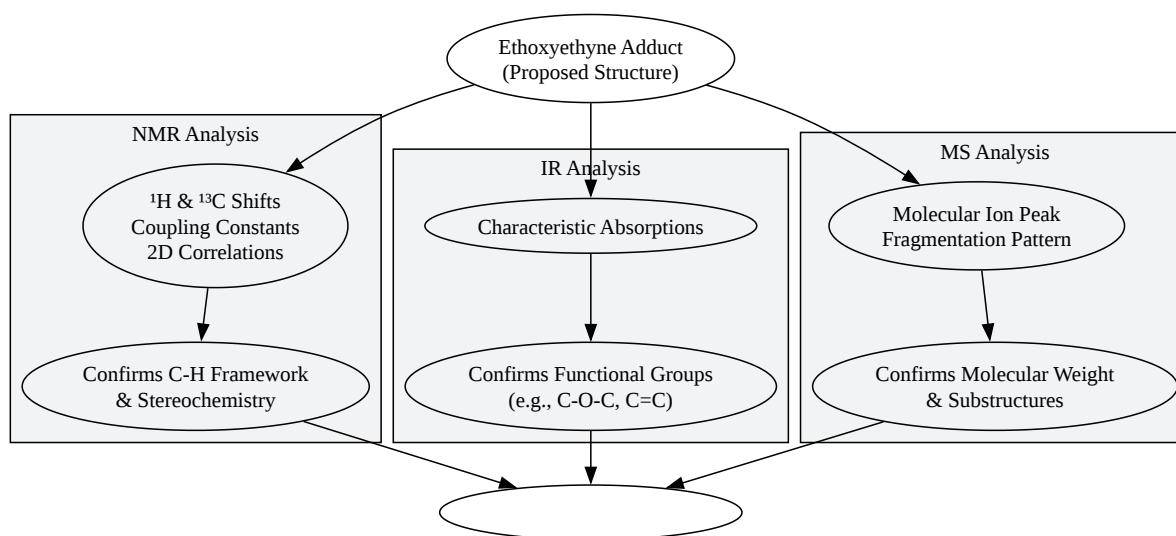 Ethoxyethyne Adduct
(Proposed Structure)
NMR Analysis
¹H & ¹³C Shifts
Coupling Constants
2D Correlations
Confirms C-H Framework
& Stereochemistry
IR Analysis
Characteristic Absorptions
Confirms Functional Groups
(e.g., C-O-C, C=C)
MS Analysis
Molecular Ion Peak
Fragmentation Pattern
Confirms Molecular Weight
& Substructures